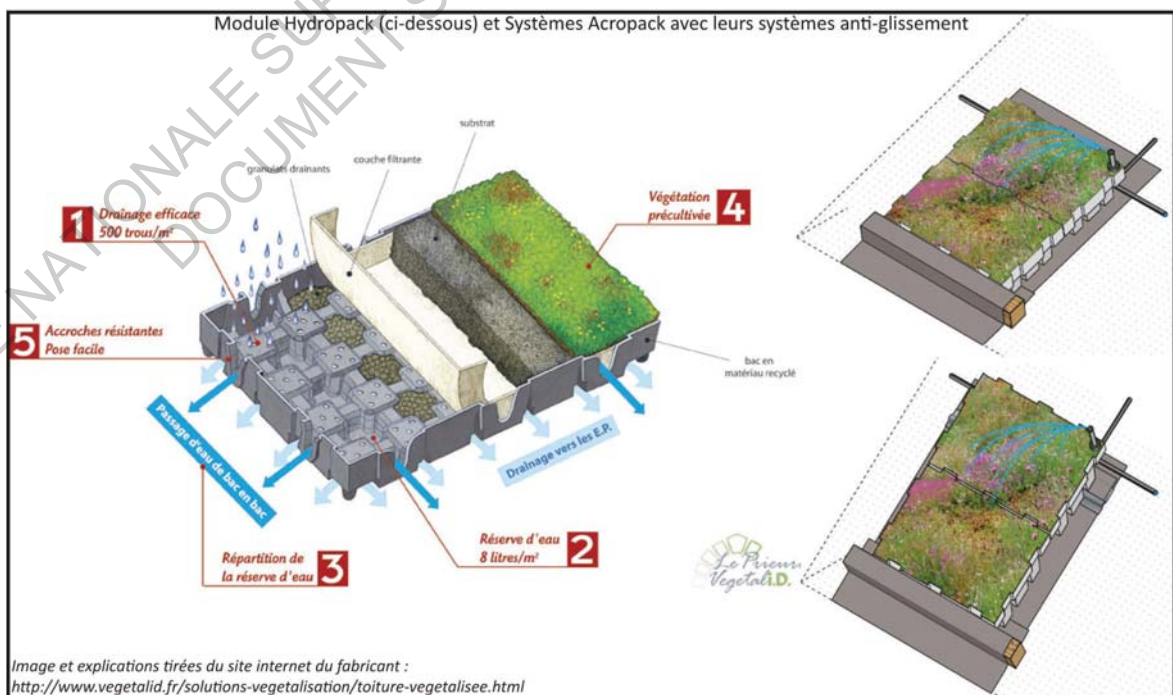 Module Hydropack (ci-dessous) et Systèmes Acropack avec leurs systèmes anti-glissement
NATIONALE SUP
DOCUMENT
substrat
couche filtrante
granulats drainants
1 Drainage efficace
500 trous/m²
Végétation
précultivée 4
5 Accroches résistantes
Pose facile
bac en
matériau recyclé
Passage d'eau de bac en bac
Drainage vers les E.P.
Réserve d'eau
8 litres/m² 2
Répartition de
la réserve d'eau 3
Le Prieuré
Vegetal i.D.
Image et explications tirées du site internet du fabricant :
http://www.vegetalid.fr/solutions-vegetalisation/toiture-vegetalisee.html